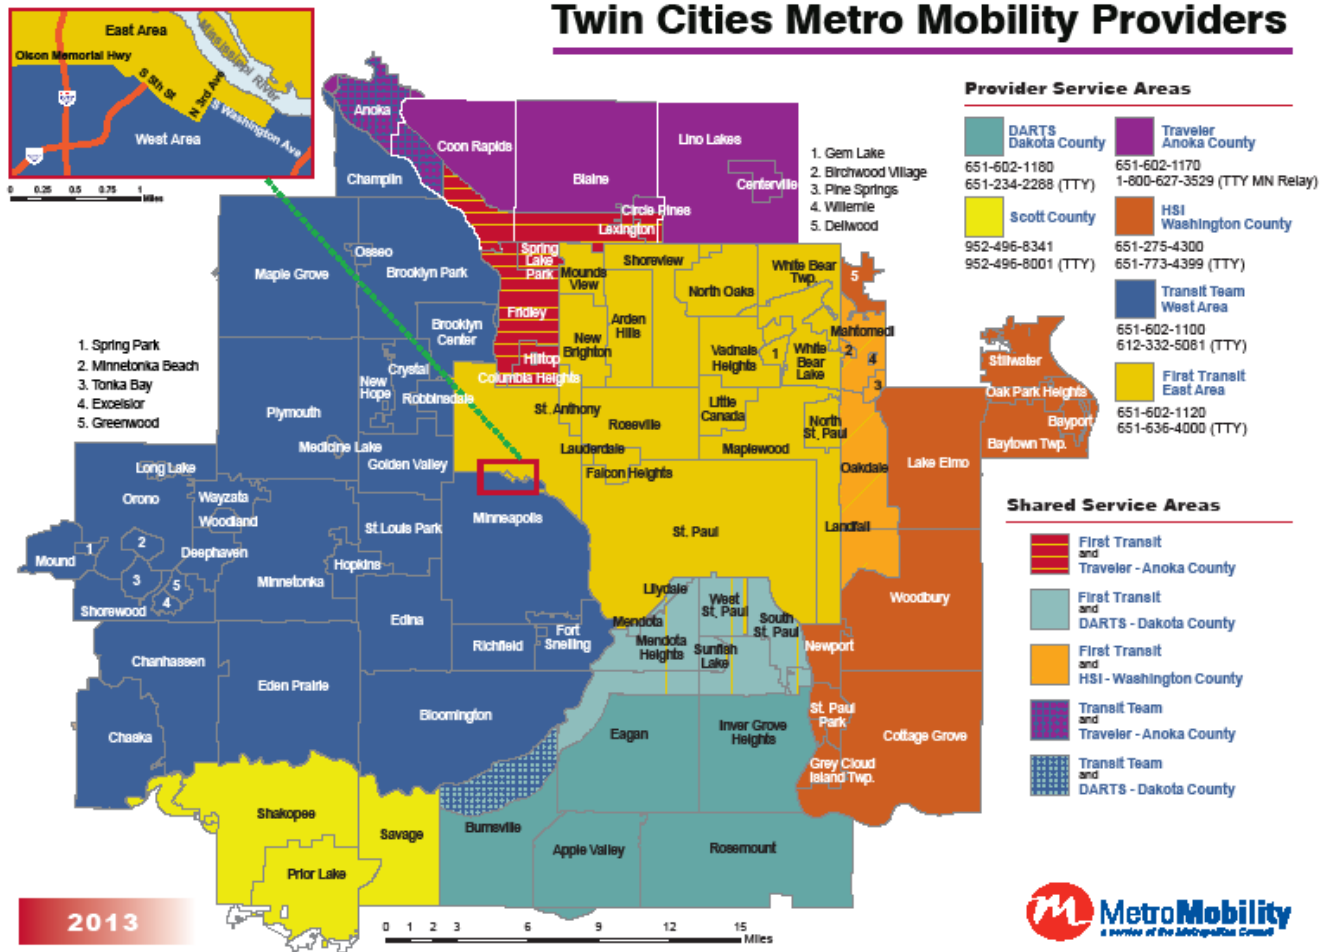 Twin Cities Metro Mobility Providers
East Area
Olson Memorial Hwy
Mississippi River
S 5th St
N 3rd Ave
S Washington Ave
West Area
0 0.25 0.5 0.75 1
Miles
Provider Service Areas
DARTS
Dakota County
651-602-1180
651-234-2288 (TTY)
Traveler
Anoka County
651-602-1170
1-800-627-3529 (TTY MN Relay)
Scott County
952-496-8341
952-496-8001 (TTY)
HSI
Washington County
651-275-4300
651-773-4399 (TTY)
Transit Team
West Area
651-602-1100
612-332-5081 (TTY)
First Transit
East Area
651-602-1120
651-636-4000 (TTY)
Shared Service Areas
First Transit
and
Traveler - Anoka County
First Transit
and
DARTS - Dakota County
First Transit
and
HSI - Washington County
Transit Team
and
Traveler - Anoka County
Transit Team
and
DARTS - Dakota County
1. Gem Lake
2. Birchwood Village
3. Pine Springs
4. Willernie
5. Dellwood
1. Spring Park
2. Minnetonka Beach
3. Tonka Bay
4. Excelsior
5. Greenwood
Anoka
Coon Rapids
Lino Lakes
Champlin
Blaine
Centerville
Circle Pines
Lexington
Osseo
Maple Grove
Brooklyn Park
Spring
Lake
Park
Mounds
View
Shoreview
White Bear
Twp.
5
North Oaks
Fridley
Brooklyn
Center
Arden
Hills
Mahtomedi
New
Brighton
Vadnais
Heights
1
White
Bear
Lake
2
4
3
Stillwater
Hilltop
Columbia Heights
Crystal
New
Hope
Robbinsdale
Oak Park Heights
Bayport
Baytown Twp.
Plymouth
St. Anthony
Roseville
Little
Canada
North
St. Paul
Medicine Lake
Golden Valley
Lauderdale
Maplewood
Falcon Heights
Oakdale
Lake Elmo
Long Lake
Orono
Wayzata
Woodland
Minneapolis
St. Louis Park
St. Paul
Landfall
Mound
1
2
Deephaven
Hopkins
3
5
4
Minnetonka
Shorewood
Lilydale
West
St. Paul
South
St. Paul
Woodbury
Edina
Mendota
Richfield
Fort
Snelling
Mendota
Heights
Sunfish
Lake
Newport
Chanhassen
Eden Prairie
Bloomington
St. Paul
Park
Chaska
Eagan
Inver Grove
Heights
Cottage Grove
Grey Cloud
Island Twp.
Shakopee
Savage
Burnsville
Apple Valley
Rosemount
Prior Lake
2013
0 1 2 3 6 9 12 15
Miles
m
MetroMobility
a service of the Metropolitan Council